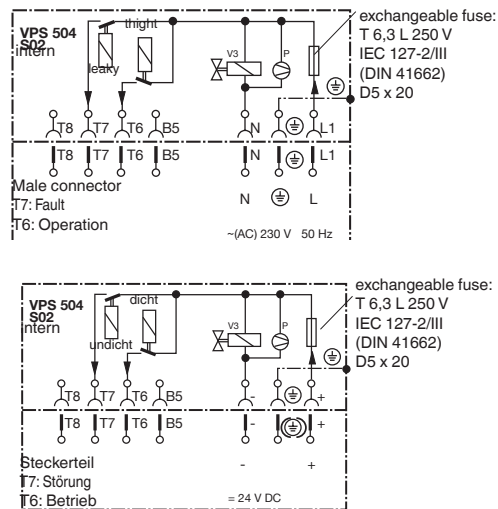 VPS 504
S02
intern
thight
leaky
V3
P
exchangeable fuse:
T 6,3 L 250 V
IEC 127-2/III
(DIN 41662)
D5 x 20
T8 T7 T6 B5 N L1
T8 T7 T6 B5 N L1
Male connector
T7: Fault
T6: Operation
N L
~(AC) 230 V 50 Hz
VPS 504
S02
intern
dicht
undicht
V3
P
exchangeable fuse:
T 6,3 L 250 V
IEC 127-2/III
(DIN 41662)
D5 x 20
T8 T7 T6 B5 - +
T8 T7 T6 B5 - +
Steckerteil
T7: Störung
T6: Betrieb
- +
= 24 V DC